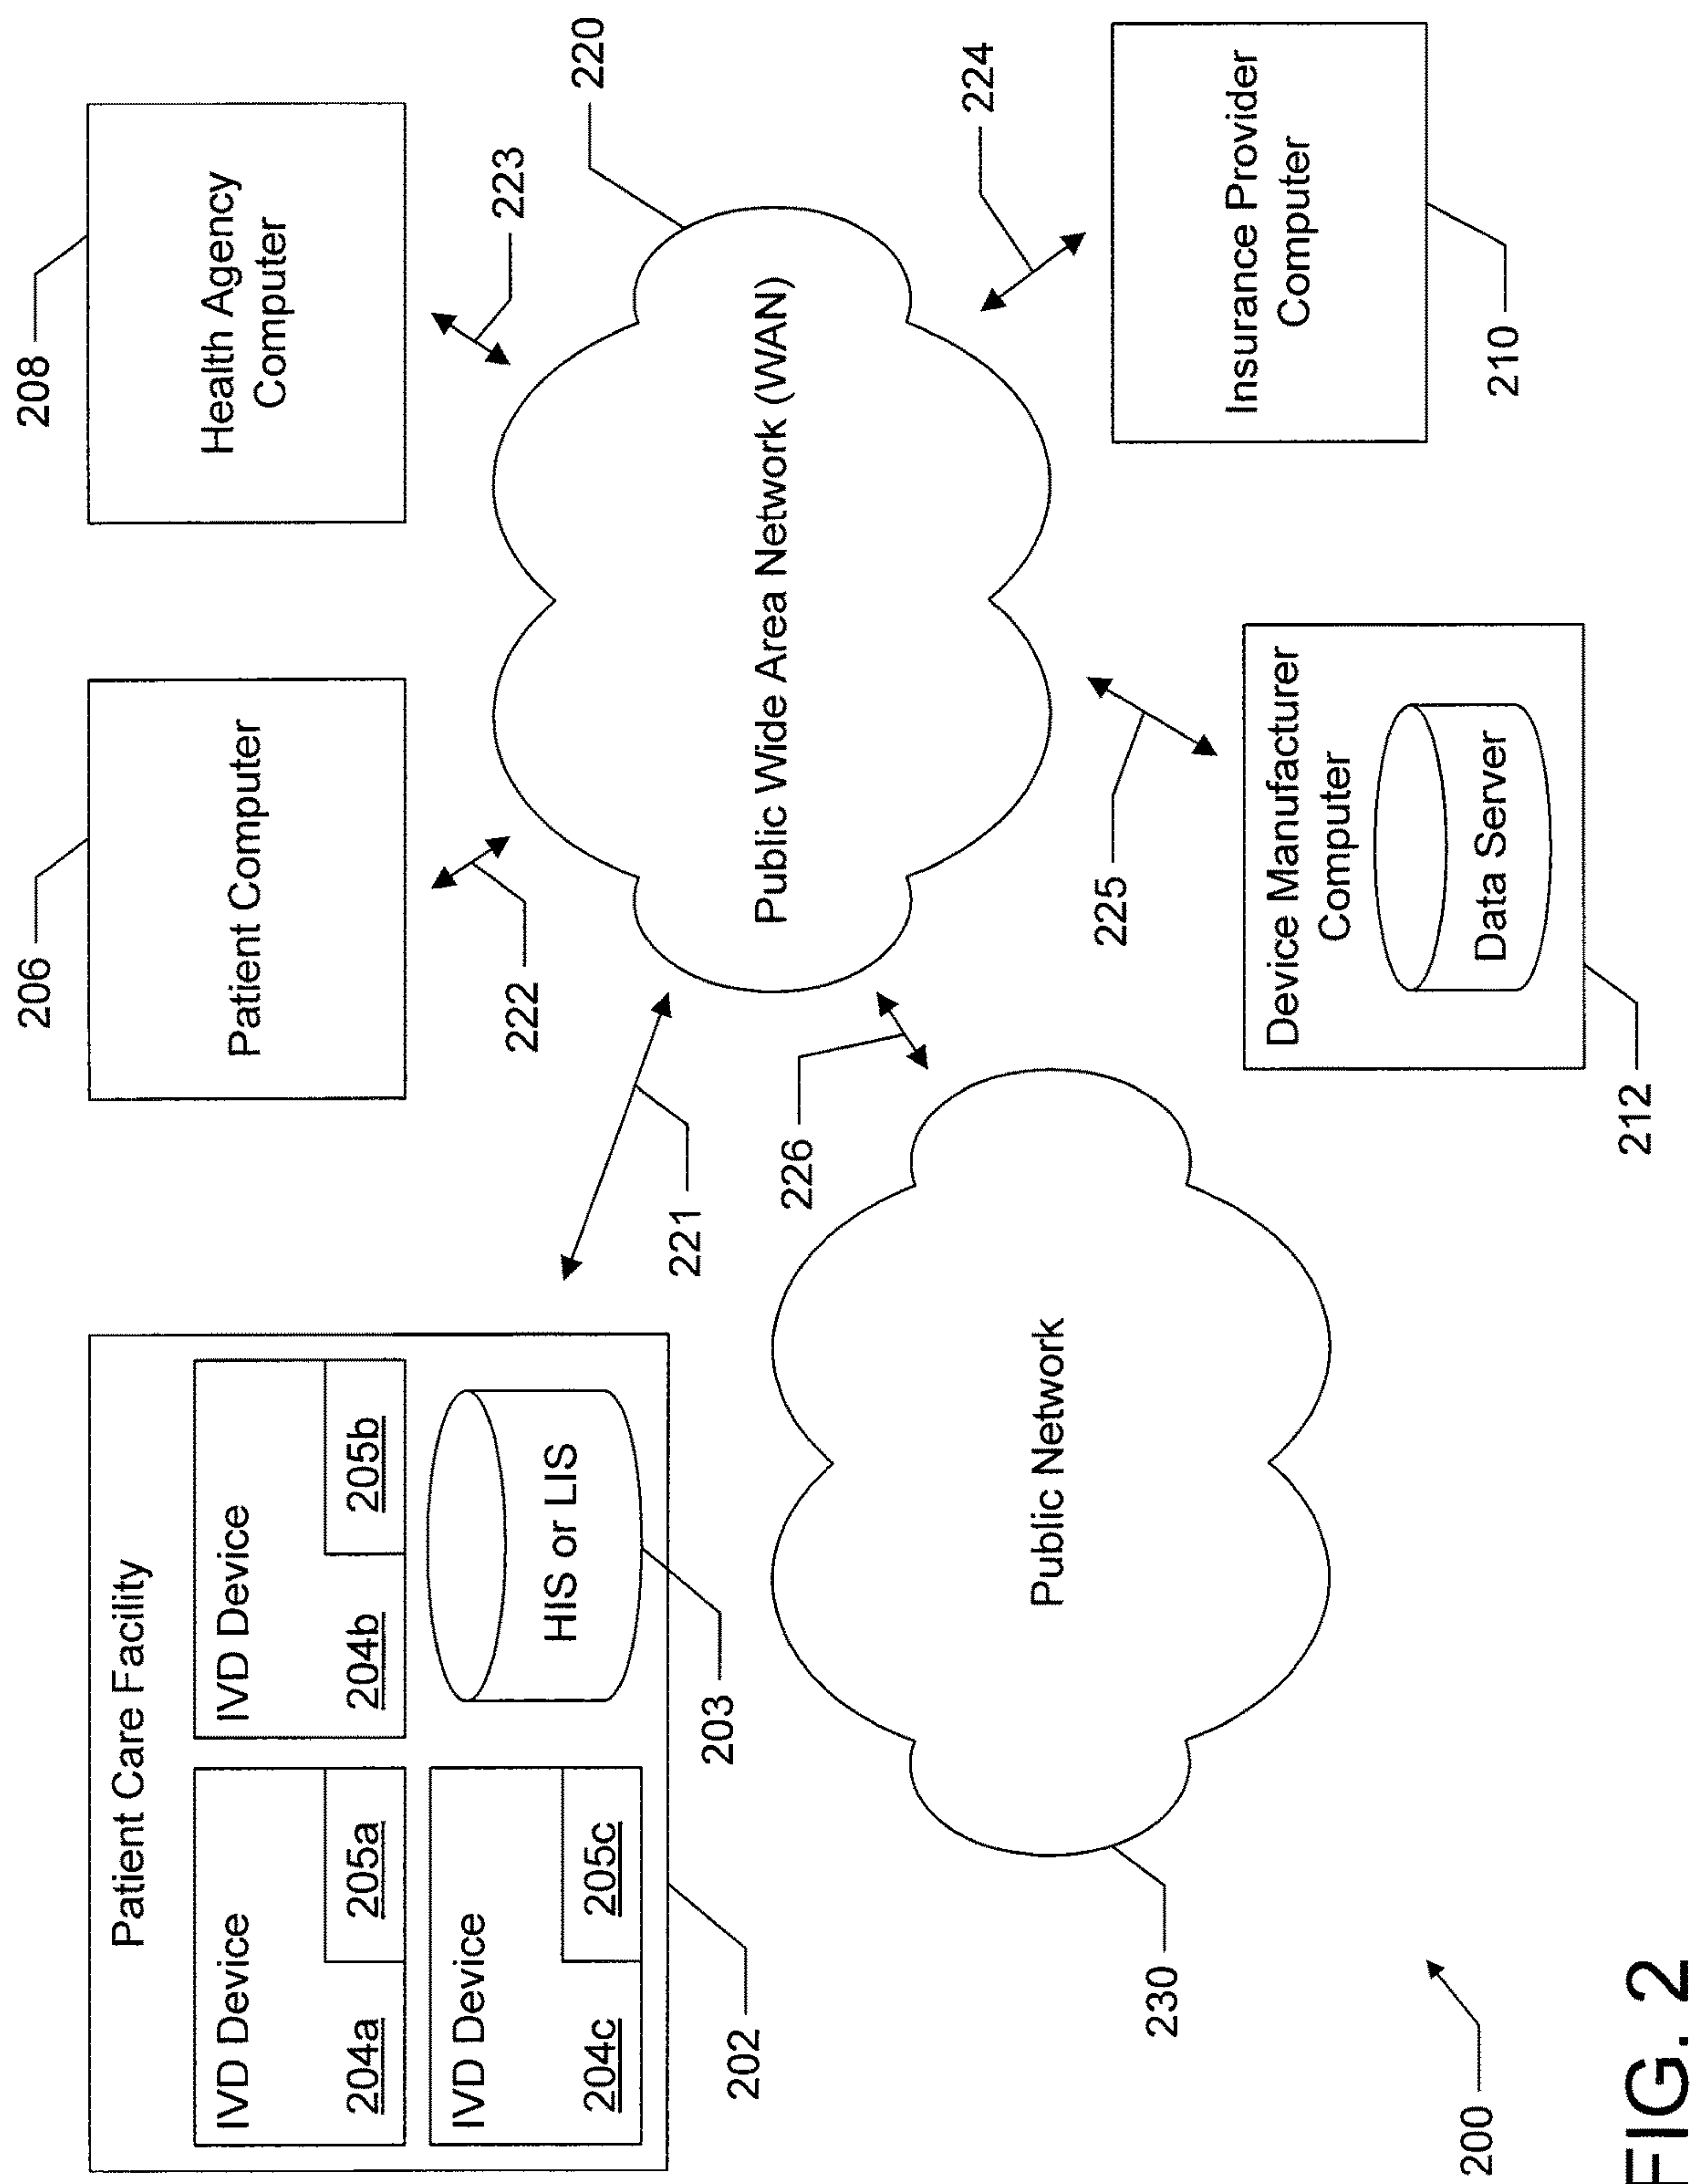 Patient Care Facility
IVD Device
204a
205a
IVD Device
204b
205b
IVD Device
204c
205c
HIS or LIS
202
203
206
Patient Computer
208
Health Agency
Computer
221
222
223
220
Public Wide Area Network (WAN)
226
225
224
230
Public Network
Device Manufacturer
Computer
Data Server
212
Insurance Provider
Computer
210
200
FIG. 2